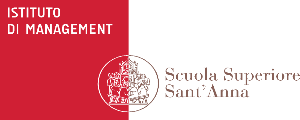 ISTITUTO
DI MANAGEMENT
Scuola Superiore
Sant'Anna